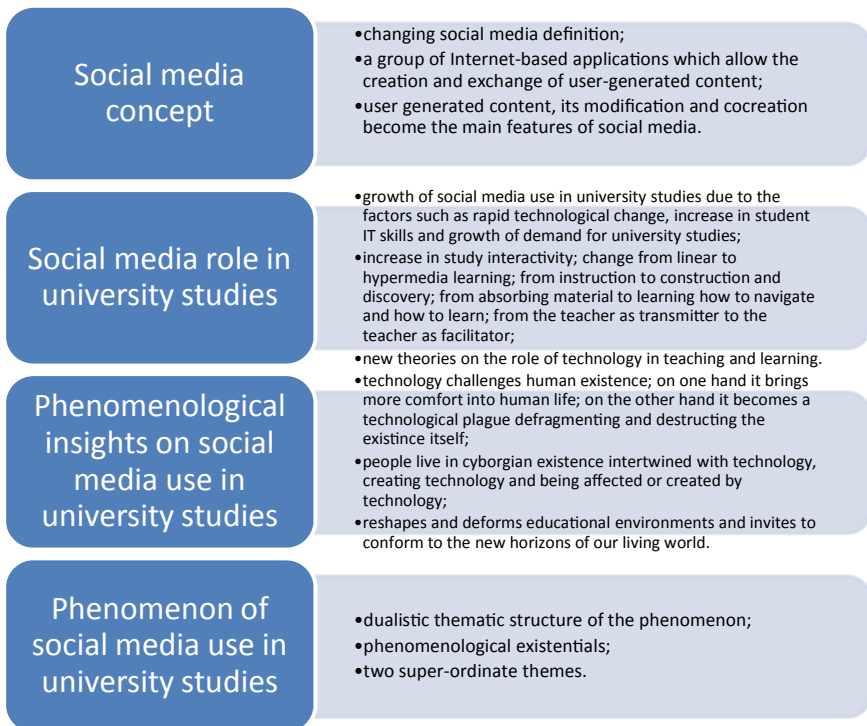 Social media
concept
•changing social media definition;
•a group of Internet-based applications which allow the
creation and exchange of user-generated content;
•user generated content, its modification and cocreation
become the main features of social media.
Social media role in
university studies
•growth of social media use in university studies due to the
factors such as rapid technological change, increase in student
IT skills and growth of demand for university studies;
•increase in study interactivity; change from linear to
hypermedia learning; from instruction to construction and
discovery; from absorbing material to learning how to navigate
and how to learn; from the teacher as transmitter to the
teacher as facilitator;
•new theories on the role of technology in teaching and learning.
Phenomenological
insights on social
media use in
university studies
•technology challenges human existence; on one hand it brings
more comfort into human life; on the other hand it becomes a
technological plague defragmenting and destructing the
existince itself;
•people live in cyborgian existence intertwined with technology,
creating technology and being affected or created by
technology;
•reshapes and deforms educational environments and invites to
conform to the new horizons of our living world.
Phenomenon of
social media use in
university studies
•dualistic thematic structure of the phenomenon;
•phenomenological existentials;
•two super-ordinate themes.